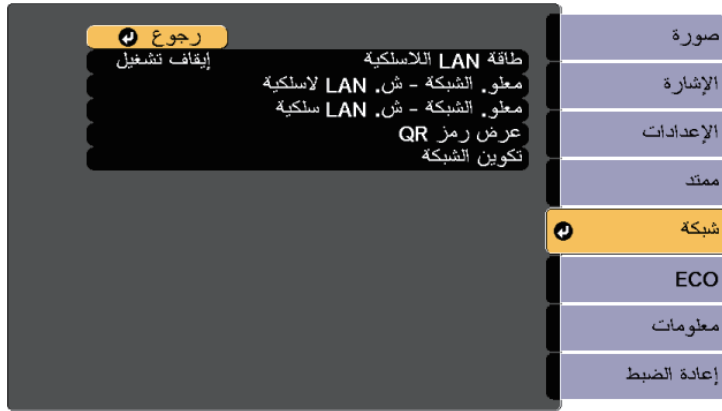 صورة
الإشارة
الإعدادات
ممتد
شبكة
ECO
معلومات
إعادة الضبط
رجوع
طاقة LAN اللاسلكية إيقاف تشغيل
معلو. الشبكة - ش. LAN لاسلكية
معلو. الشبكة - ش. LAN سلكية
عرض رمز QR
تكوين الشبكة